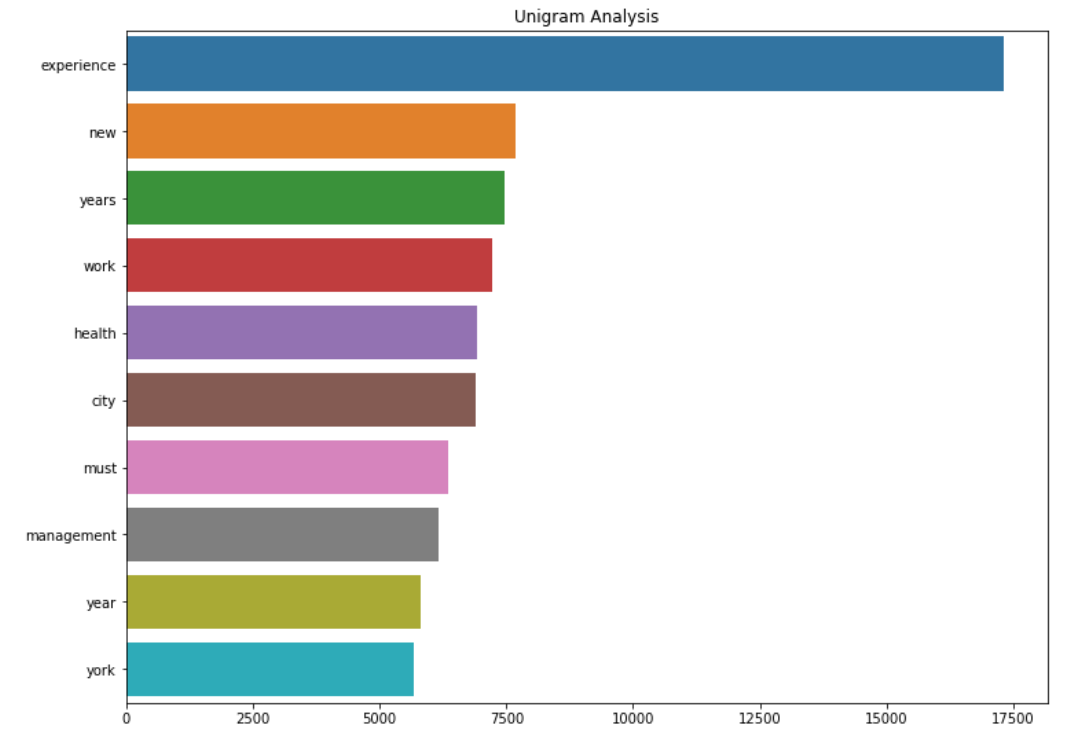 Unigram Analysis
experience
new
years
work
health
city
must
management
year
york
0 2500 5000 7500 10000 12500 15000 17500